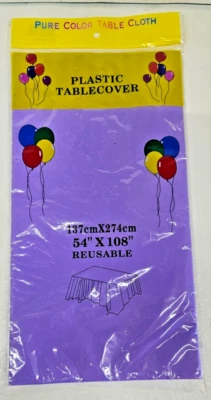 PURE COLOR TABLE CLOTH
PLASTIC
TABLECOVER
137cmX274cm
54" X 108"
REUSABLE